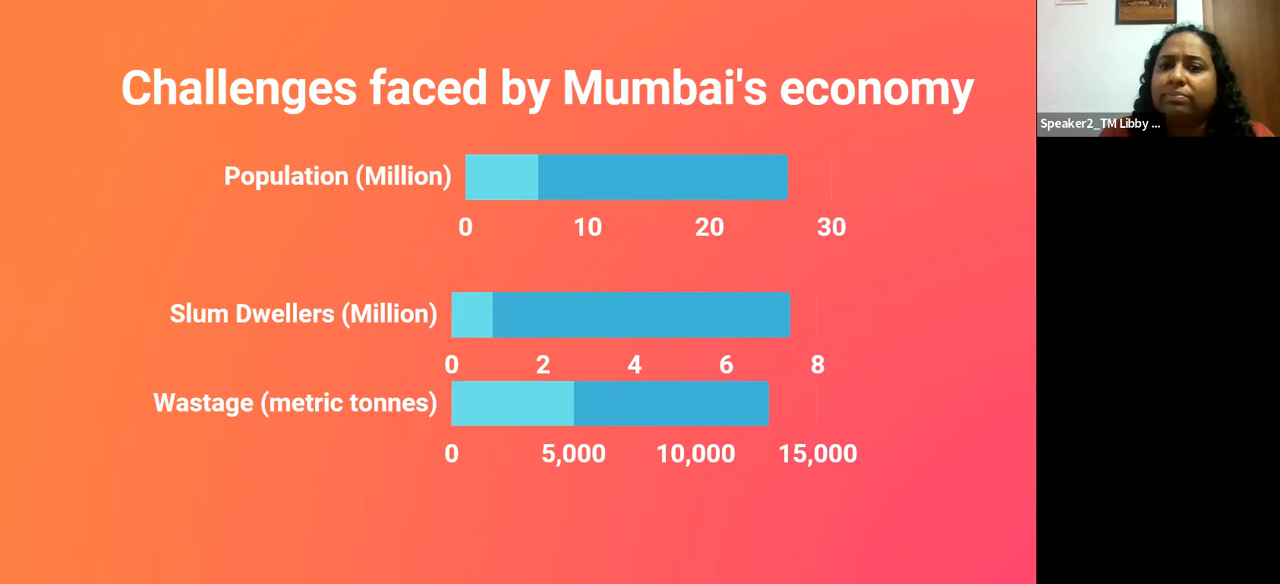 Challenges faced by Mumbai's economy
Population (Million)
0 10 20 30
Slum Dwellers (Million)
0 2 4 6 8
Wastage (metric tonnes)
0 5,000 10,000 15,000
Speaker2_TM Libby ...